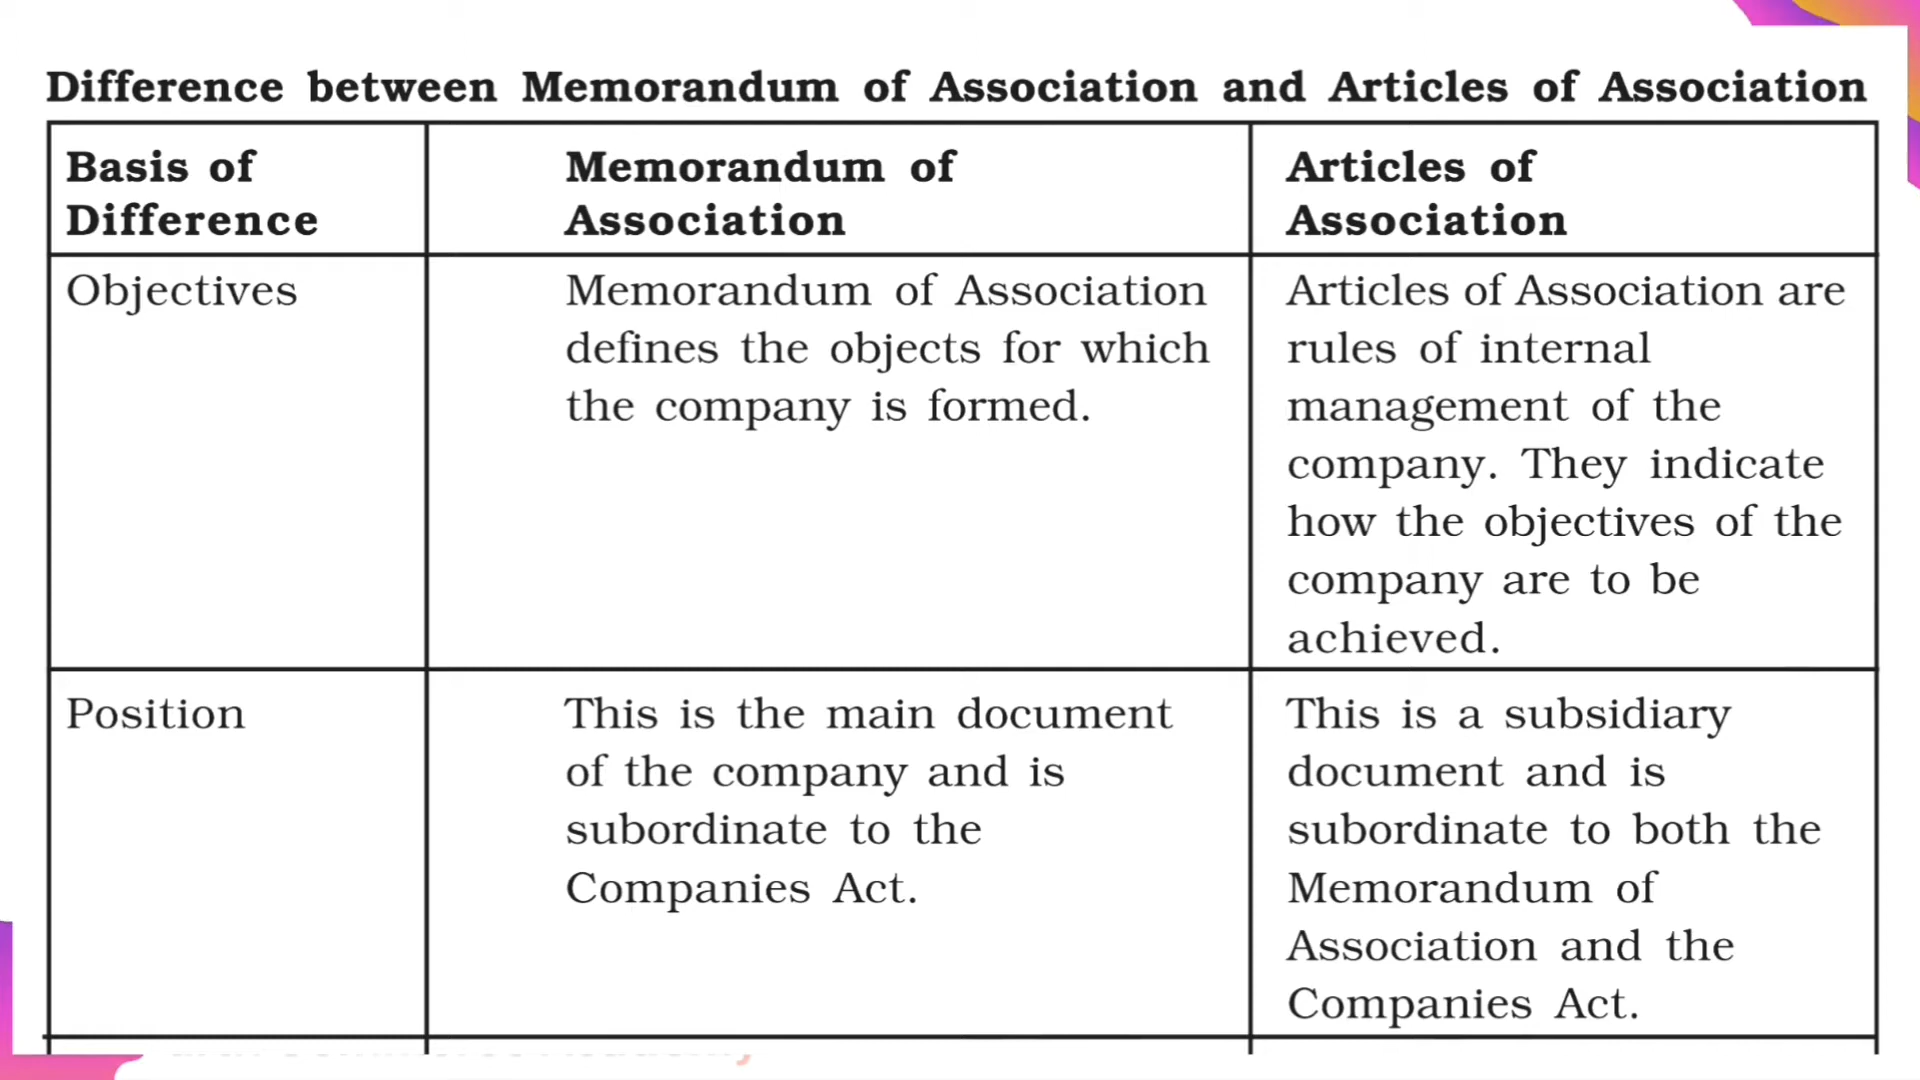 Difference between Memorandum of Association and Articles of Association
Basis of
Difference
Memorandum of
Association
Articles of
Association
Objectives
Memorandum of Association
defines the objects for which
the company is formed.
Articles of Association are
rules of internal
management of the
company. They indicate
how the objectives of the
company are to be
achieved.
Position
This is the main document
of the company and is
subordinate to the
Companies Act.
This is a subsidiary
document and is
subordinate to both the
Memorandum of
Association and the
Companies Act.